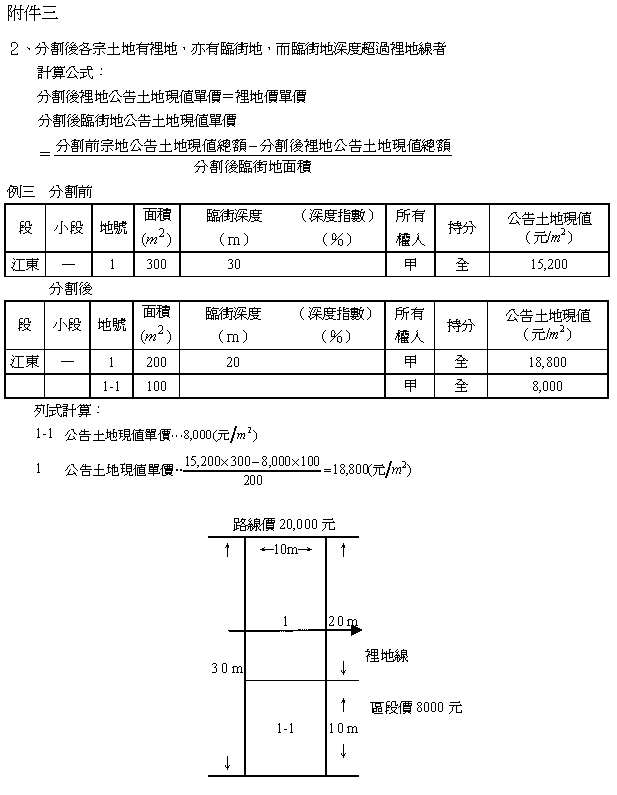 附件三
２、分割後各宗土地有裡地，亦有臨街地，而臨街地深度超過裡地線者
計算公式：
分割後裡地公告土地現值單價＝裡地價單價
分割後臨街地公告土地現值單價
＝ 分割前宗地公告土地現值總額－分割後裡地公告土地現值總額
分割後臨街地面積
例三 分割前
段 小段 地號 面積(m²) 臨街深度（m） （深度指數）（％） 所有權人 持分 公告土地現值（元/m²）
江東 — 1 300 30 甲 全 15,200
分割後
段 小段 地號 面積(m²) 臨街深度（m） （深度指數）（％） 所有權人 持分 公告土地現值（元/m²）
江東 — 1 200 20 甲 全 18,800
1-1 100 甲 全 8,000
列式計算：
1-1 公告土地現值單價…8,000(元/m²)
1 公告土地現值單價‥ 15,200×300−8,000×100
200
=18,800(元/m²)
路線價 20,000 元
↑ ←10m→ ↑
1 20m
裡地線
30m
↓
↑ 區段價 8000 元
1-1 10m
↓ ↓